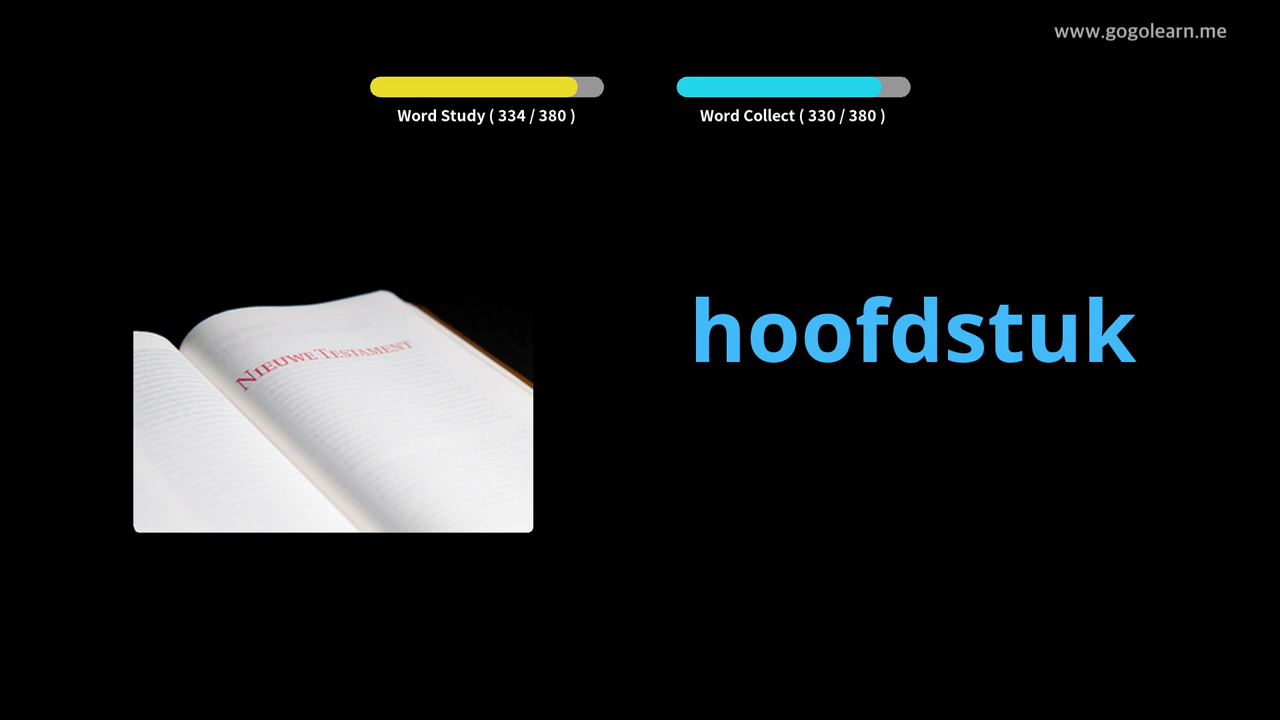 www.gogolearn.me
Word Study ( 334 / 380 )
Word Collect ( 330 / 380 )
NIEUWE TESTAMENT
hoofdstuk